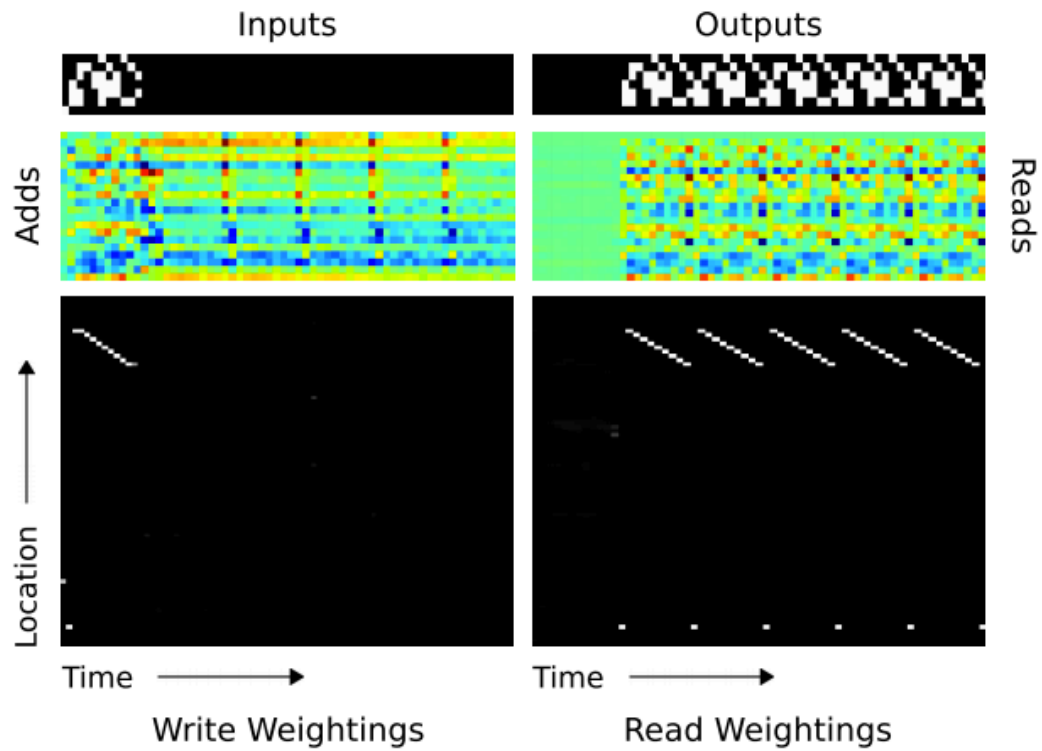 Inputs
Outputs
Adds
Reads
Location
Time
Time
Write Weightings
Read Weightings